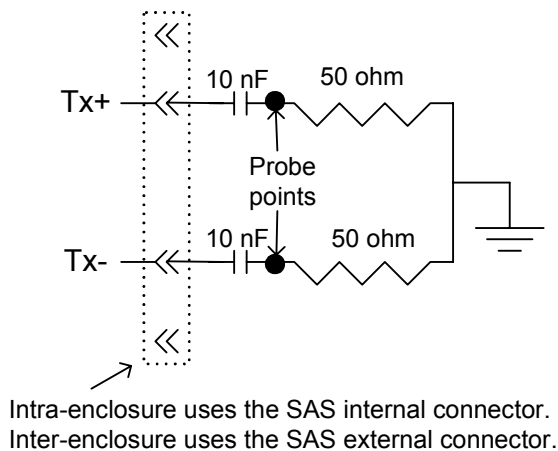 10 nF
50 ohm
Tx+
Probe
points
10 nF
50 ohm
Tx-
Intra-enclosure uses the SAS internal connector.
Inter-enclosure uses the SAS external connector.